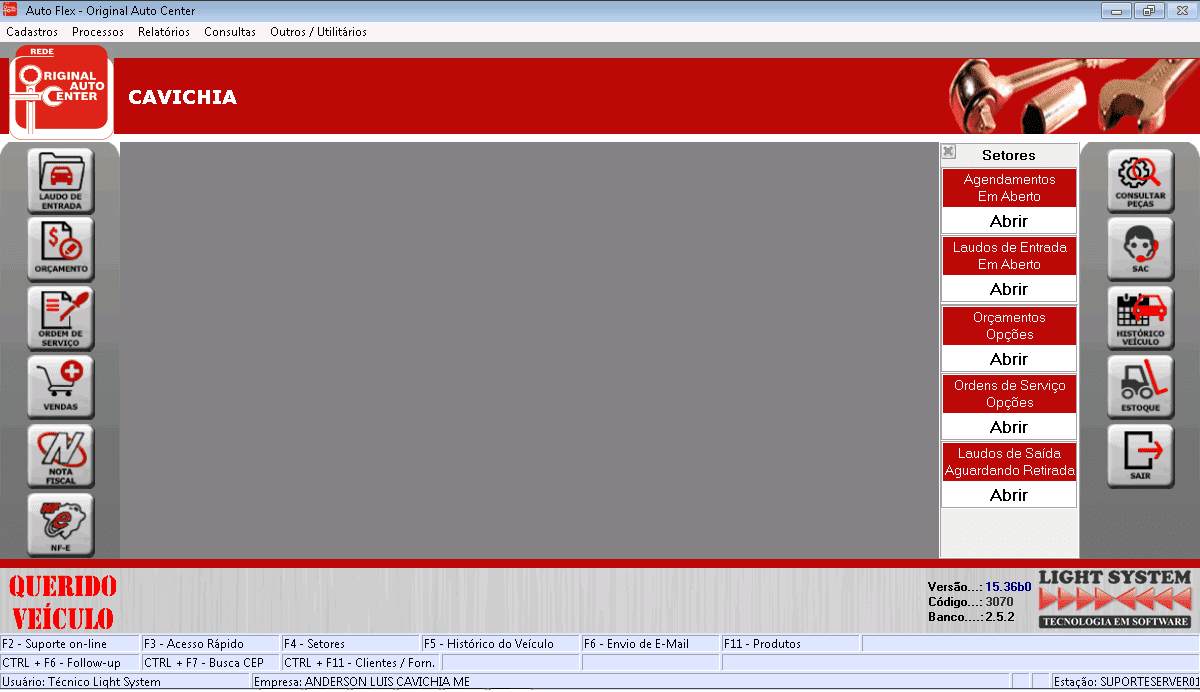 Auto Flex - Original Auto Center
Cadastros Processos Relatórios Consultas Outros / Utilitários
REDE
ORIGINAL
AUTO
CENTER
CAVICHIA
LAUDO DE
ENTRADA
ORÇAMENTO
ORDEM DE
SERVIÇO
VENDAS
NOTA
FISCAL
NF-E
Setores
Agendamentos
Em Aberto
Abrir
Laudos de Entrada
Em Aberto
Abrir
Orçamentos
Opções
Abrir
Ordens de Serviço
Opções
Abrir
Laudos de Saída
Aguardando Retirada
Abrir
CONSULTAR
PEÇAS
SAC
HISTÓRICO
VEÍCULO
ESTOQUE
SAIR
QUERIDO
VEÍCULO
Versão...: 15.36b0
Código...: 3070
Banco....: 2.5.2
LIGHT SYSTEM
TECNOLOGIA EM SOFTWARE
F2 - Suporte on-line F3 - Acesso Rápido F4 - Setores F5 - Histórico do Veículo F6 - Envio de E-Mail F11 - Produtos
CTRL + F6 - Follow-up CTRL + F7 - Busca CEP CTRL + F11 - Clientes / Forn.
Usuário: Técnico Light System Empresa: ANDERSON LUIS CAVICHIA ME Estação: SUPORTESERVER01